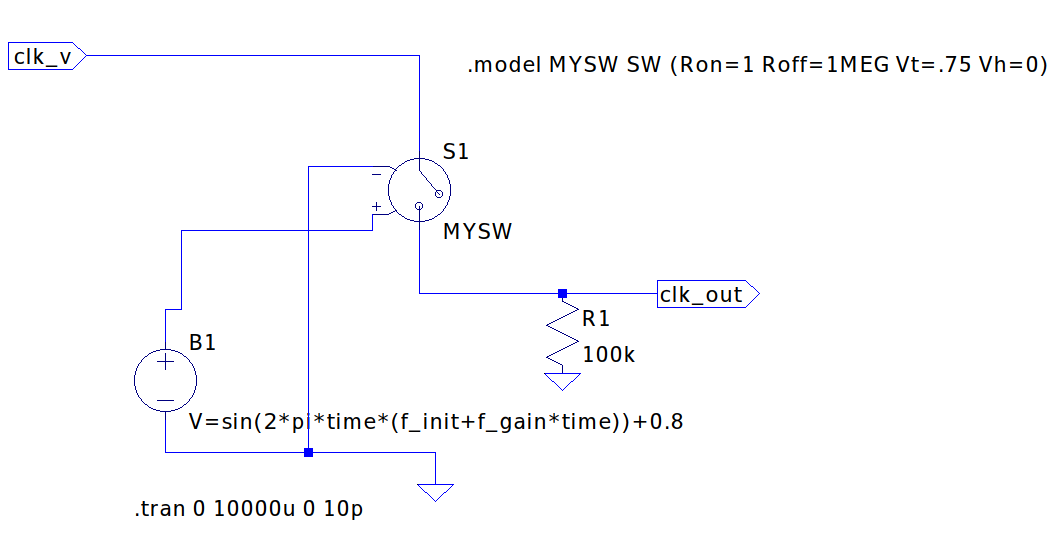 clk_v
.model MYSW SW (Ron=1 Roff=1MEG Vt=.75 Vh=0)
S1
−
+
MYSW
clk_out
R1
100k
B1
+
−
V=sin(2*pi*time*(f_init+f_gain*time))+0.8
.tran 0 10000u 0 10p